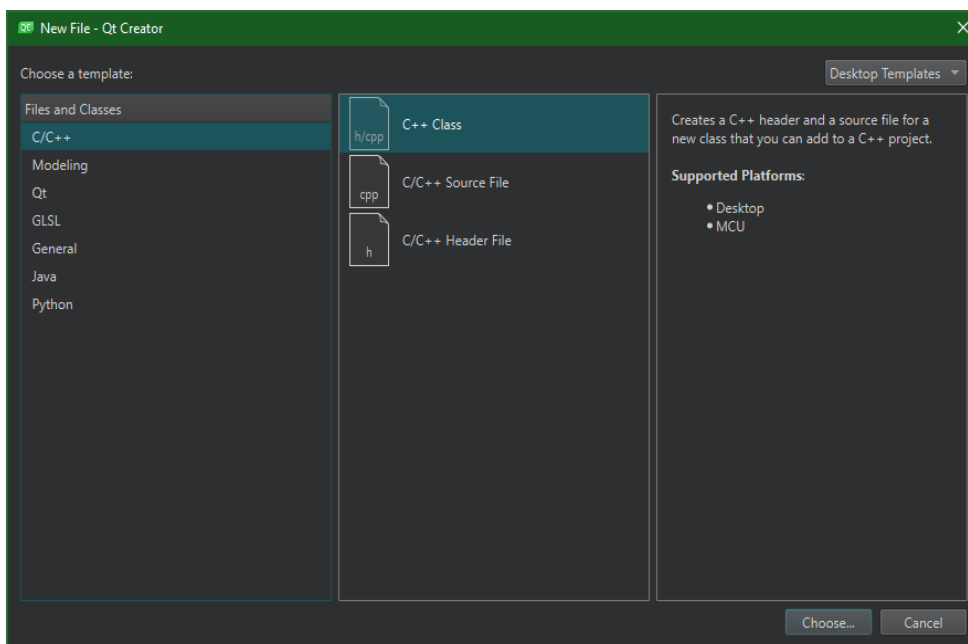 QC New File - Qt Creator
Choose a template:
Desktop Templates
Files and Classes
C/C++
Modeling
Qt
GLSL
General
Java
Python
h/cpp C++ Class
cpp C/C++ Source File
h C/C++ Header File
Creates a C++ header and a source file for a
new class that you can add to a C++ project.
Supported Platforms:
• Desktop
• MCU
Choose...
Cancel